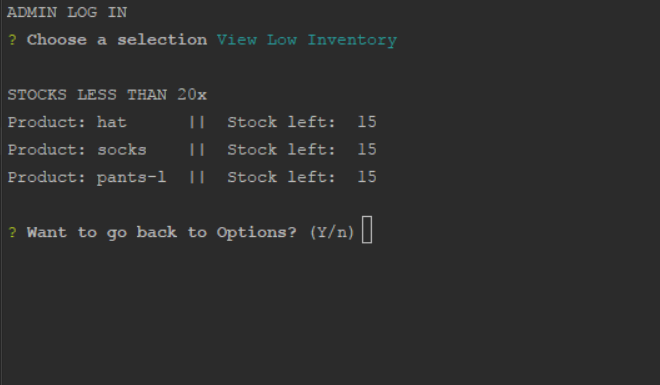 ADMIN LOG IN
? Choose a selection View Low Inventory
STOCKS LESS THAN 20x
Product: hat || Stock left: 15
Product: socks || Stock left: 15
Product: pants-l || Stock left: 15
? Want to go back to Options? (Y/n)